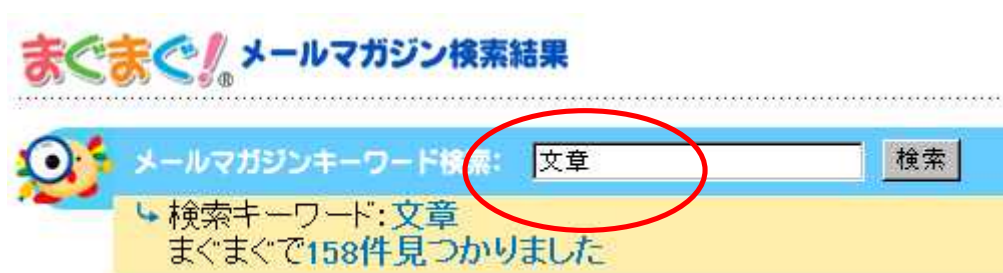 まぐまぐ!® メールマガジン検索結果
メールマガジンキーワード検索: 文章 検索
↳検索キーワード:文章
まぐまぐで158件見つかりました